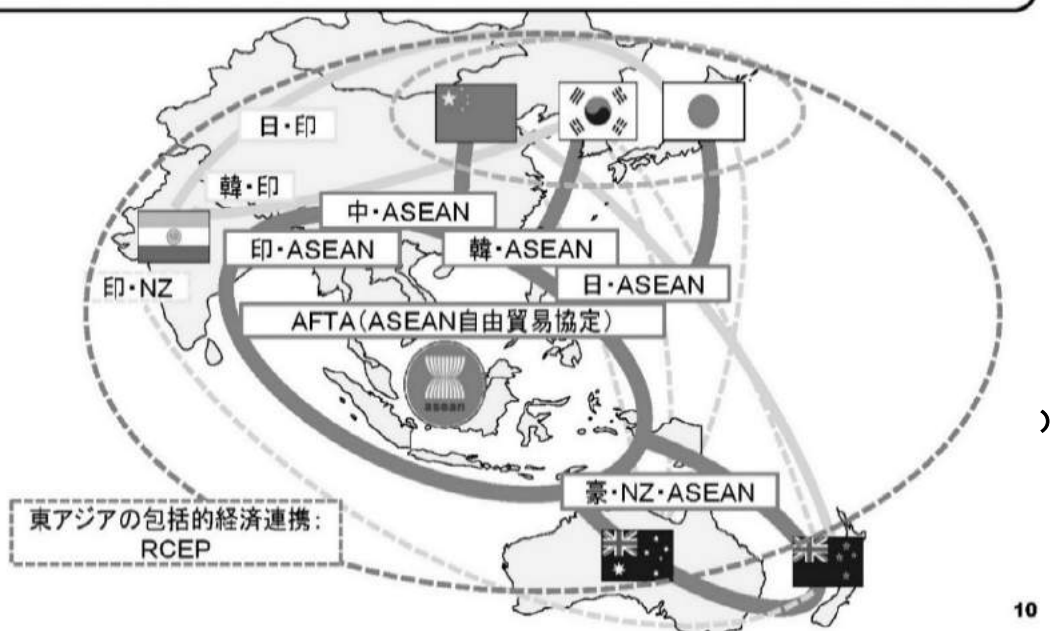 日・印
韓・印
中・ASEAN
印・ASEAN
韓・ASEAN
印・NZ
日・ASEAN
AFTA(ASEAN自由貿易協定)
asean
)
豪・NZ・ASEAN
東アジアの包括的経済連携:
RCEP
10